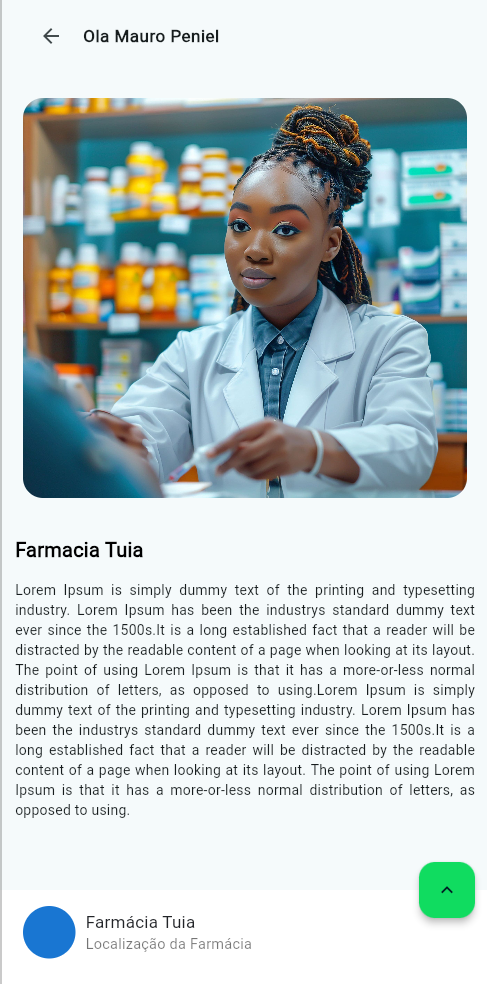 Ola Mauro Peniel
Farmacia Tuia
Lorem Ipsum is simply dummy text of the printing and typesetting
industry. Lorem Ipsum has been the industrys standard dummy text
ever since the 1500s.It is a long established fact that a reader will be
distracted by the readable content of a page when looking at its layout.
The point of using Lorem Ipsum is that it has a more-or-less normal
distribution of letters, as opposed to using.Lorem Ipsum is simply
dummy text of the printing and typesetting industry. Lorem Ipsum has
been the industrys standard dummy text ever since the 1500s.It is a
long established fact that a reader will be distracted by the readable
content of a page when looking at its layout. The point of using Lorem
Ipsum is that it has a more-or-less normal distribution of letters, as
opposed to using.
Farmácia Tuia
Localização da Farmácia